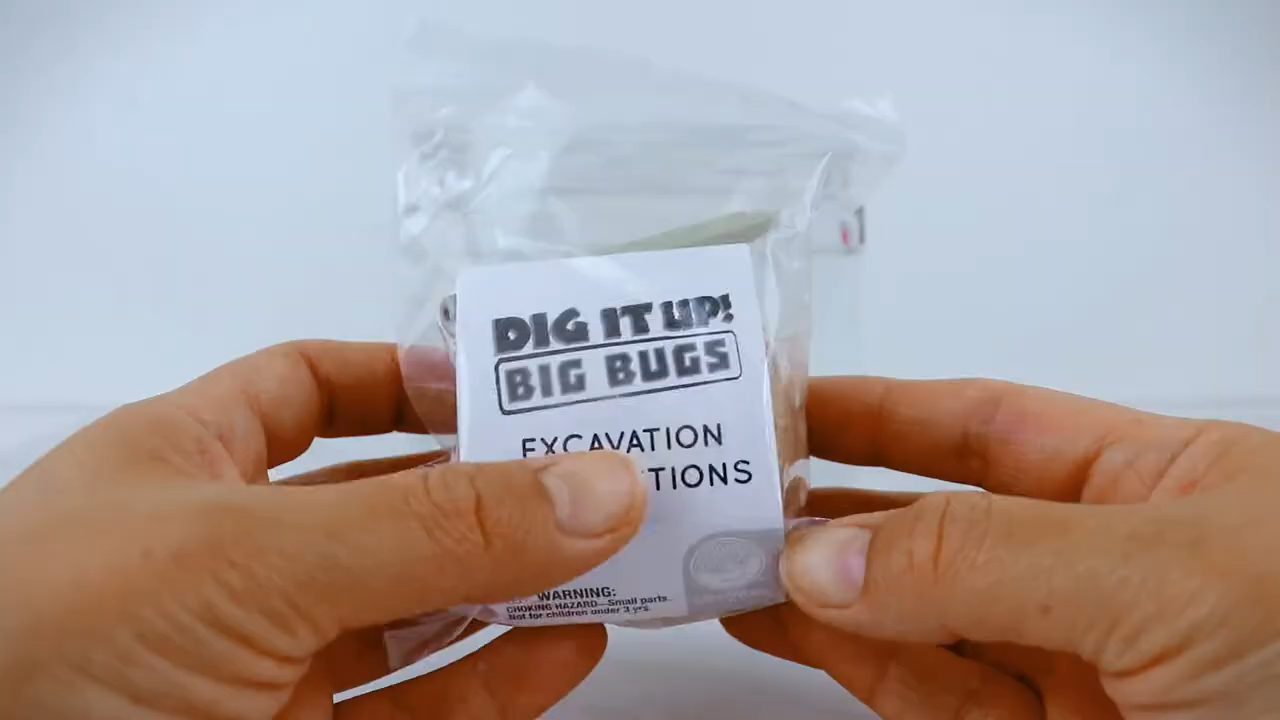 DIG IT UP!
BIG BUGS
EXCAVATION
TIONS
WARNING:
CHOKING HAZARD—Small parts.
Not for children under 3 yrs.